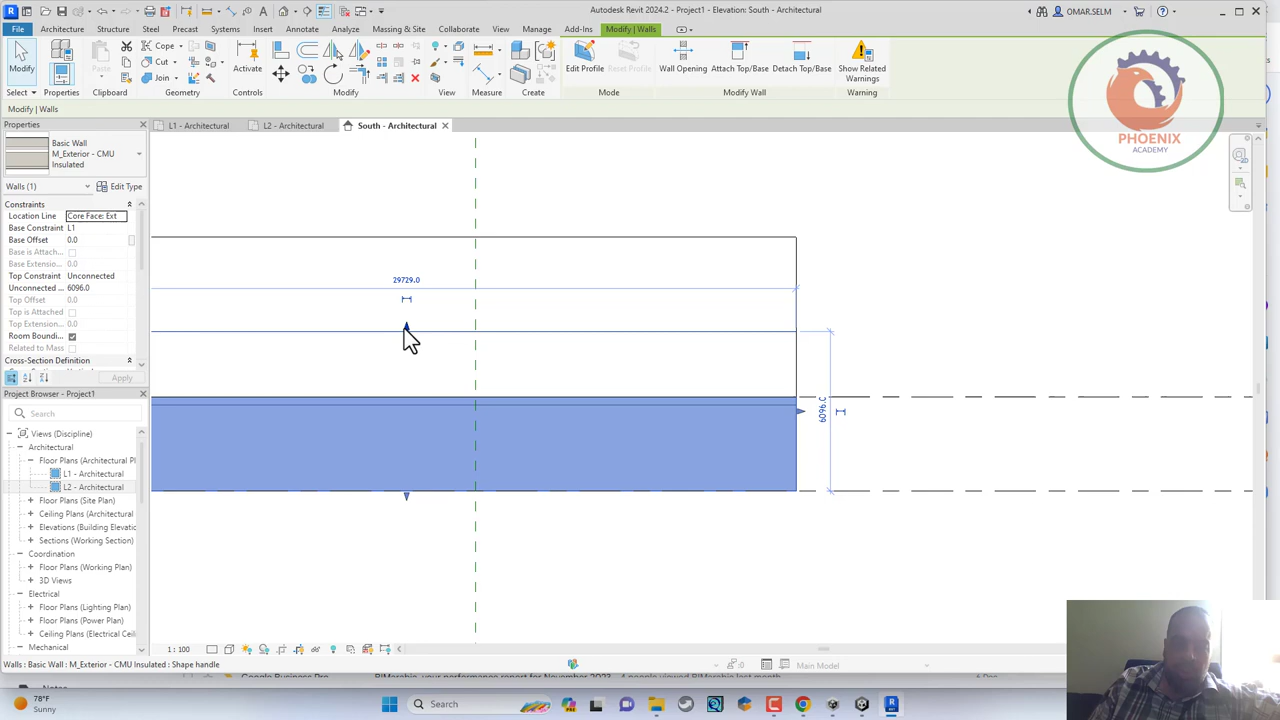 Autodesk Revit 2024.2 - Project1 - Elevation: South - Architectural
OMAR.SELM
File Architecture Structure Steel Precast Systems Insert Annotate Analyze Massing & Site Collaborate View Manage Add-Ins Modify | Walls
Modify
Select
Properties
Paste
Clipboard
Cope
Cut
Join
Geometry
Activate
Controls
Modify
View
Measure
Create
Edit Profile
Reset Profile
Mode
Wall Opening
Attach Top/Base
Detach Top/Base
Modify Wall
Show Related Warnings
Warning
Modify | Walls
PHOENIX
ACADEMY
Properties
L1 - Architectural
L2 - Architectural
South - Architectural
Basic Wall
M_Exterior - CMU
Insulated
Walls (1)
Edit Type
Constraints
Location Line Core Face: Ext
Base Constraint L1
Base Offset 0.0
Base is Attach...
Base Extension...
0.0
Top Constraint Unconnected
Unconnected ... 6096.0
Top Offset 0.0
Top is Attached
Top Extension... 0.0
Room Boundi...
Related to Mass
Cross-Section Definition
Apply
Project Browser - Project1
Search
Views (Discipline)
Architectural
Floor Plans (Architectural Pl
L1 - Architectural
L2 - Architectural
Floor Plans (Site Plan)
Ceiling Plans (Architectural
Elevations (Building Elevatio
Sections (Working Section)
Coordination
Floor Plans (Working Plan)
3D Views
Electrical
Floor Plans (Lighting Plan)
Floor Plans (Power Plan)
Ceiling Plans (Electrical Ceili
Mechanical
29729.0
6096.0
1 : 100
Walls : Basic Wall : M_Exterior - CMU Insulated : Shape handle
:0
Main Model
78°F
Sunny
Search